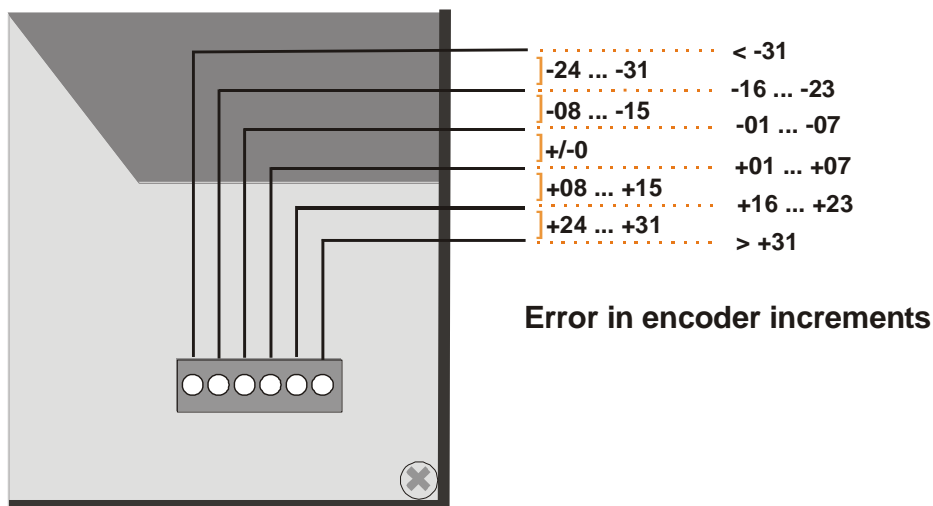 < -31
-24 ... -31
-16 ... -23
-08 ... -15
-01 ... -07
+/-0
+01 ... +07
+08 ... +15
+16 ... +23
+24 ... +31
> +31
Error in encoder increments